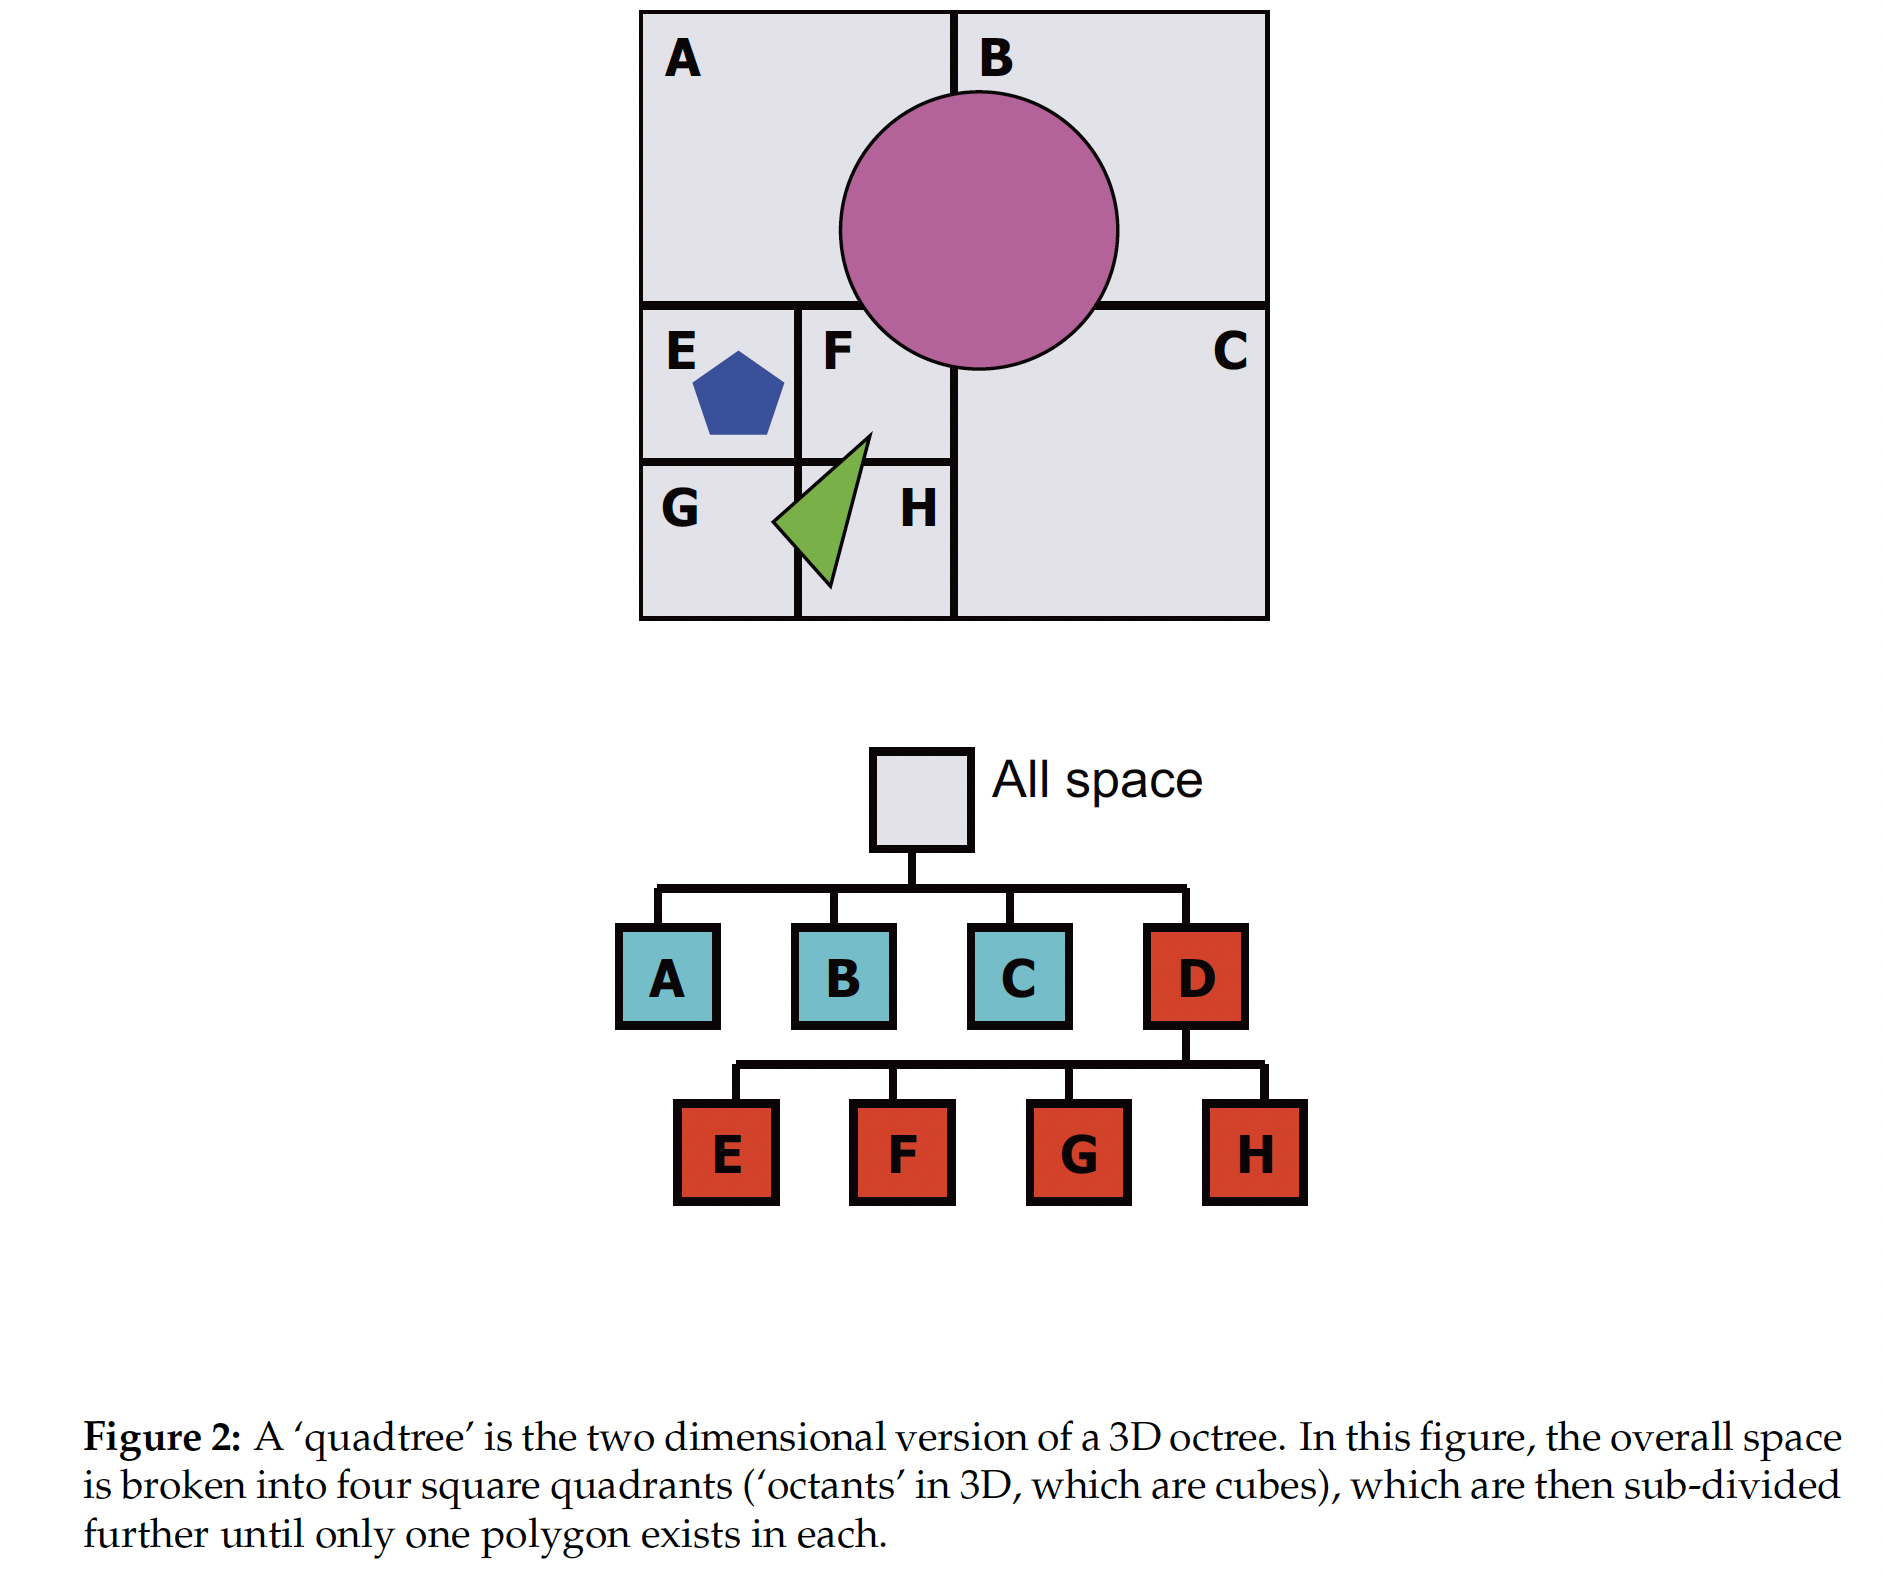 A
B
E
F
C
G
H
All space
A B C D
E F G H
Figure 2: A ‘quadtree’ is the two dimensional version of a 3D octree. In this figure, the overall space
is broken into four square quadrants (‘octants’ in 3D, which are cubes), which are then sub-divided
further until only one polygon exists in each.